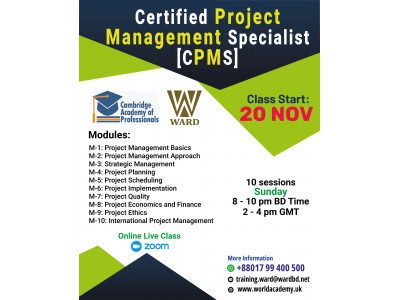 Certified Project
Management Specialist
[CPMS]
Cambridge
Academy of
Professionals
WARD
Class Start:
20 NOV
Modules:
M-1: Project Management Basics
M-2: Project Management Approach
M-3: Strategic Management
M-4: Project Planning
M-5: Project Scheduling
M-6: Project Implementation
M-7: Project Quality
M-8: Project Economics and Finance
M-9: Project Ethics
M-10: International Project Management
10 sessions
Sunday
8 - 10 pm BD Time
2 - 4 pm GMT
Online Live Class
zoom
More Information
+88017 99 400 500
training.ward@wardbd.net
www.worldacademy.uk